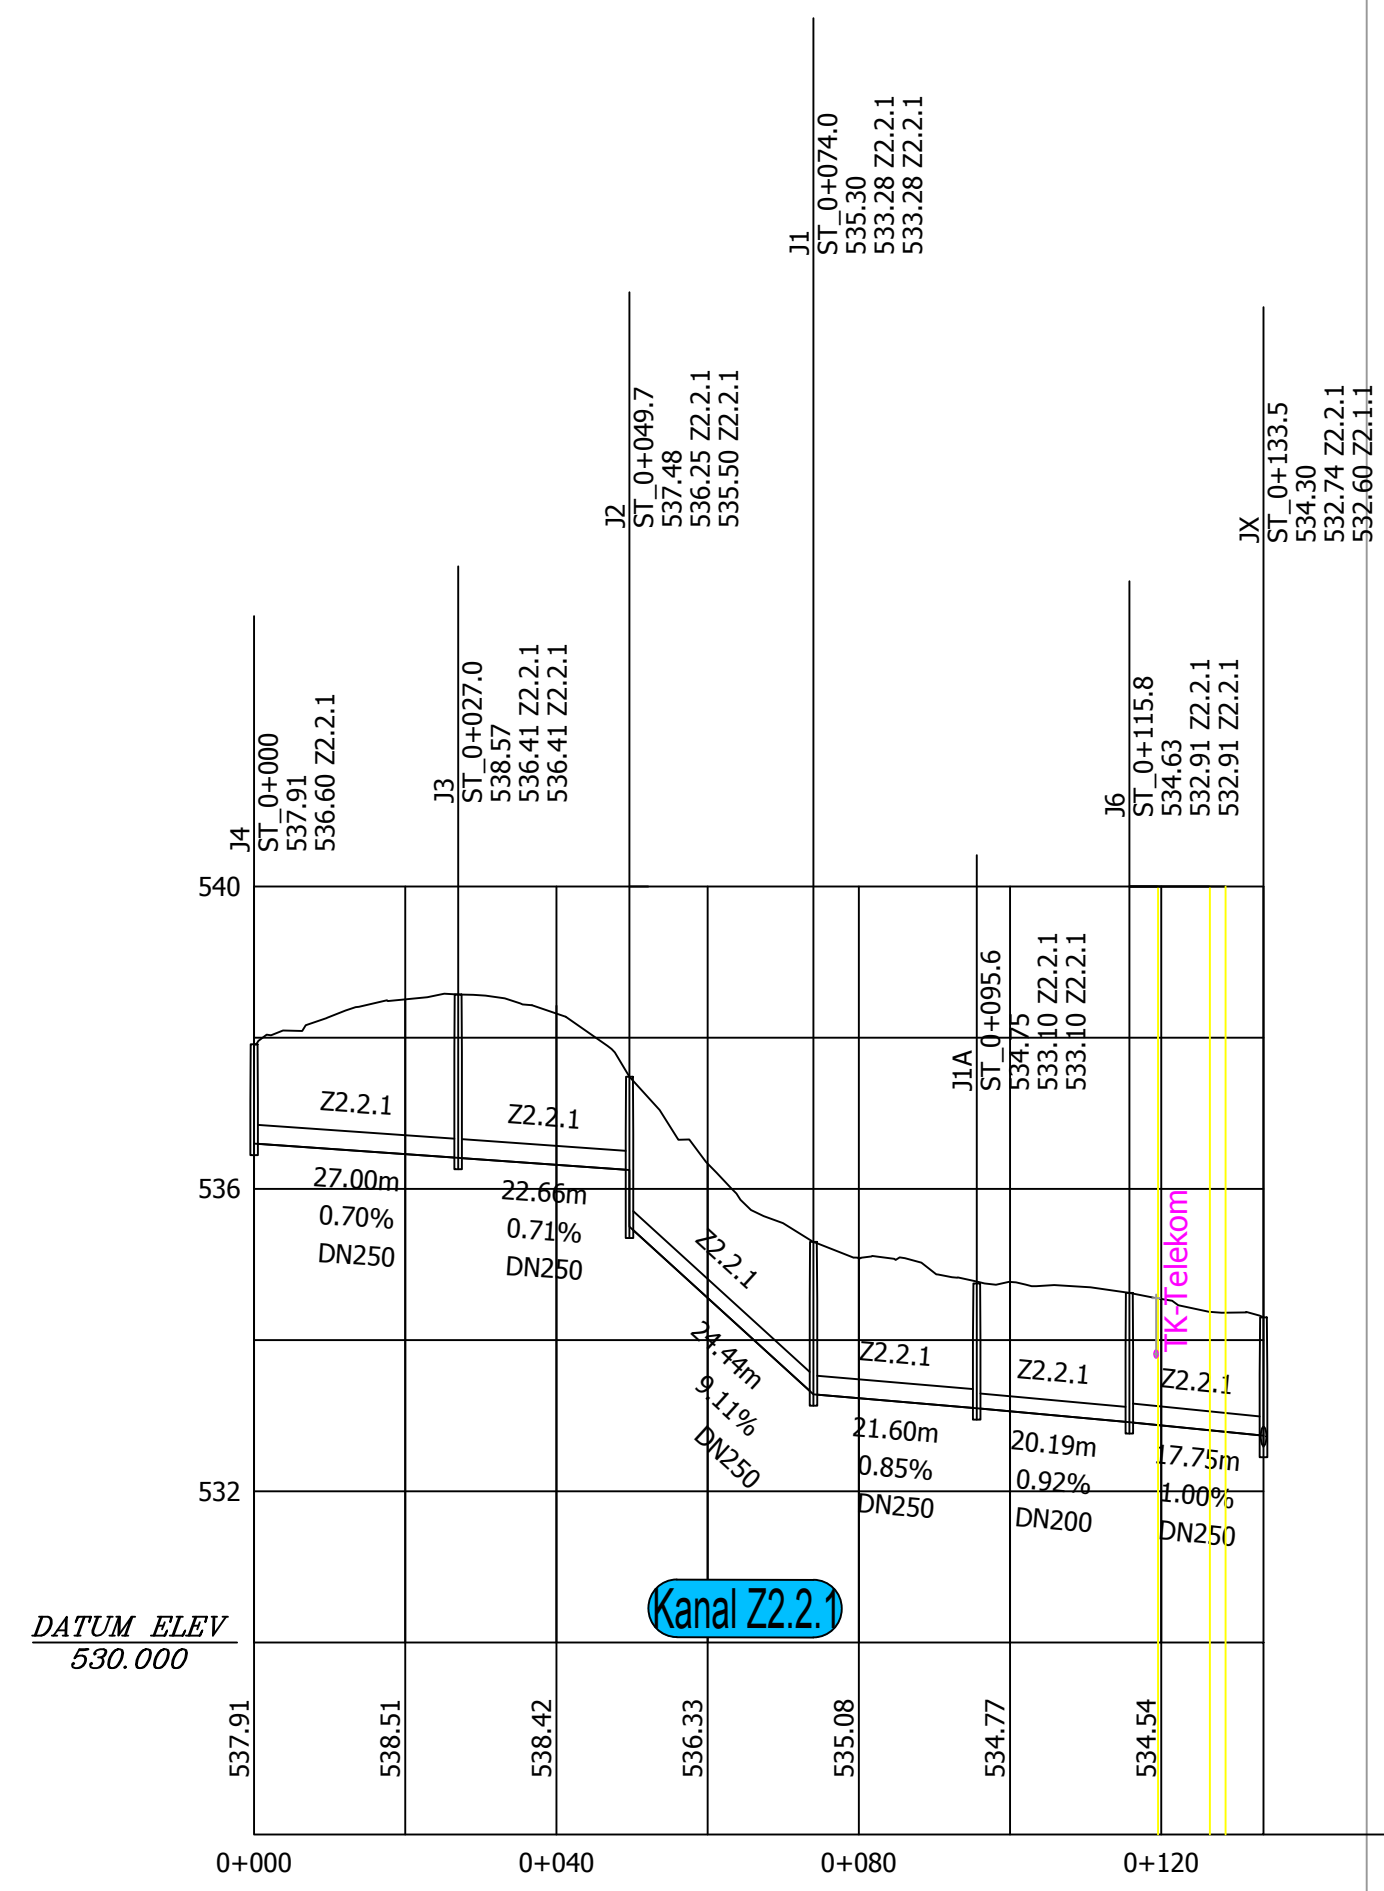 J4
ST_0+000
537.91
536.60 Z2.2.1
J3
ST_0+027.0
538.57
536.41 Z2.2.1
536.41 Z2.2.1
J2
ST_0+049.7
537.48
536.25 Z2.2.1
535.50 Z2.2.1
J1
ST_0+074.0
535.30
533.28 Z2.2.1
533.28 Z2.2.1
J1A
ST_0+095.6
534.75
533.10 Z2.2.1
533.10 Z2.2.1
J6
ST_0+115.8
534.63
532.91 Z2.2.1
532.91 Z2.2.1
JX
ST_0+133.5
534.30
532.74 Z2.2.1
532.60 Z2.1.1
540
536
532
Z2.2.1
27.00m
0.70%
DN250
Z2.2.1
22.66m
0.71%
DN250
Z2.2.1
24.44m
9.11%
DN250
Z2.2.1
21.60m
0.85%
DN250
Z2.2.1
20.19m
0.92%
DN200
Z2.2.1
17.75m
1.00%
DN250
TK-Telekom
Kanal Z2.2.1
DATUM ELEV
530.000
537.91
538.51
538.42
536.33
535.08
534.77
534.54
0+000
0+040
0+080
0+120